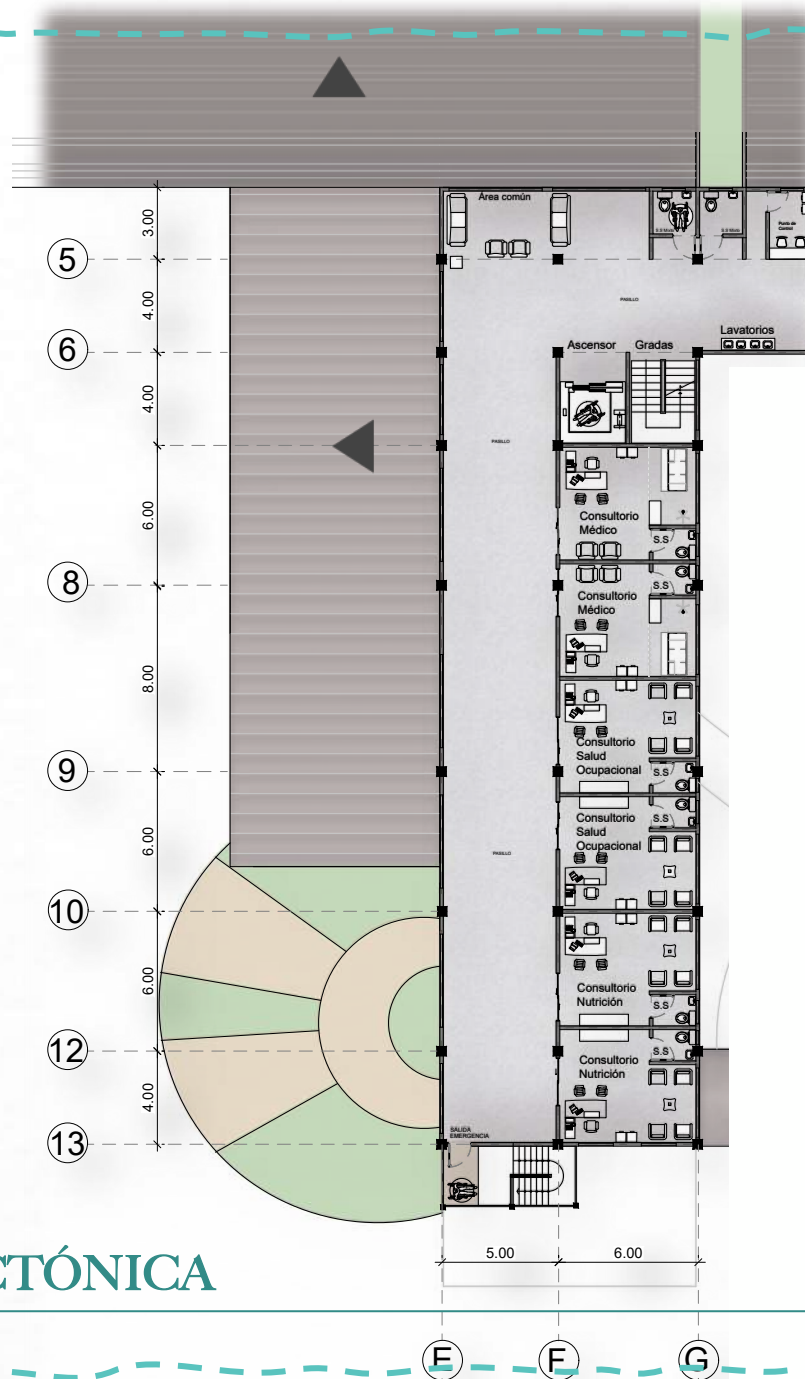 Área común
3.00
S.S Mixto
S.S Mixto
Punto de
Control
5
4.00
PASILLO
Lavatorios
6
Ascensor
Gradas
4.00
PASILLO
6.00
Consultorio
Médico
S.S
8
S.S
Consultorio
Médico
8.00
Consultorio
Salud
Ocupacional
9
S.S
S.S
Consultorio
Salud
Ocupacional
6.00
PASILLO
10
6.00
Consultorio
Nutrición
S.S
12
S.S
Consultorio
Nutrición
4.00
SALIDA
EMERGENCIA
13
CTÓNICA
5.00
6.00
E
F
G